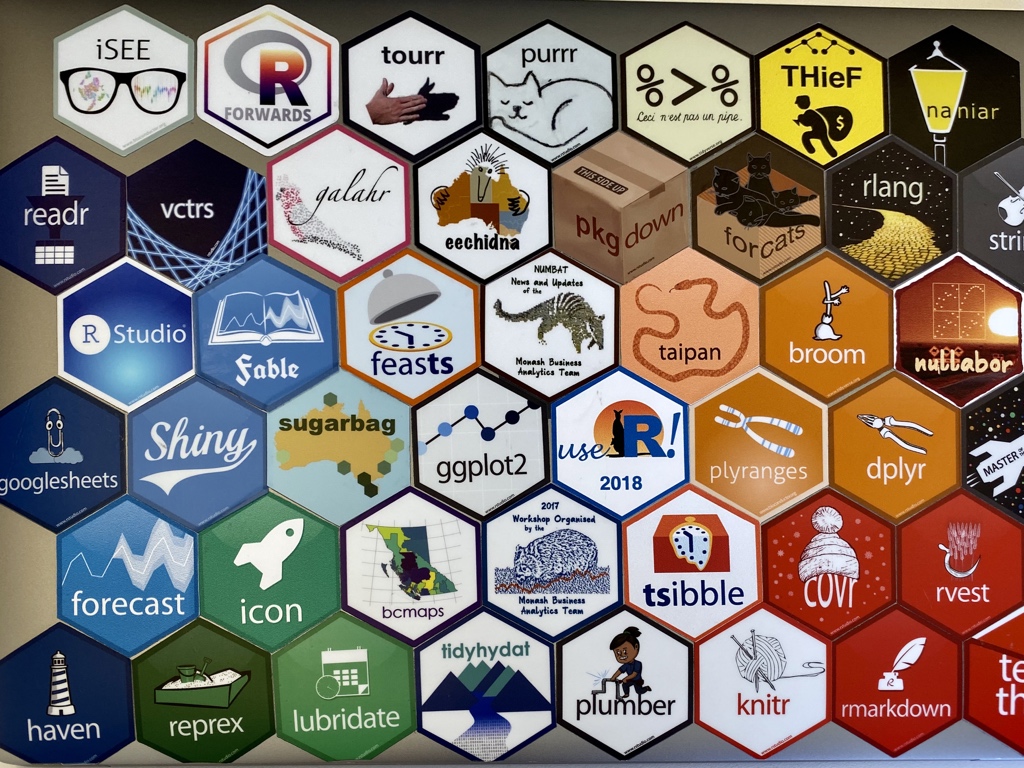 iSEE
R
FORWARDS
tourr
purrr
%>%
Ceci n'est pas un pipe.
THieF
$
naniar
readr
vctrs
galahr
eechidna
THIS SIDE UP
pkgdown
forcats
rlang
stri
R Studio
Fable
feasts
NUMBAT
News and Updates
of the
Monash Business
Analytics Team
taipan
broom
nullabor
googlesheets
Shiny
sugarbag
ggplot2
useR!
2018
plyranges
dplyr
MASTER
forecast
icon
bcmaps
2017
Workshop Organised
by the
Monash Business
Analytics Team
tsibble
covr
rvest
haven
reprex
lubridate
tidyhydat
plumber
knitr
R
rmarkdown
te
th